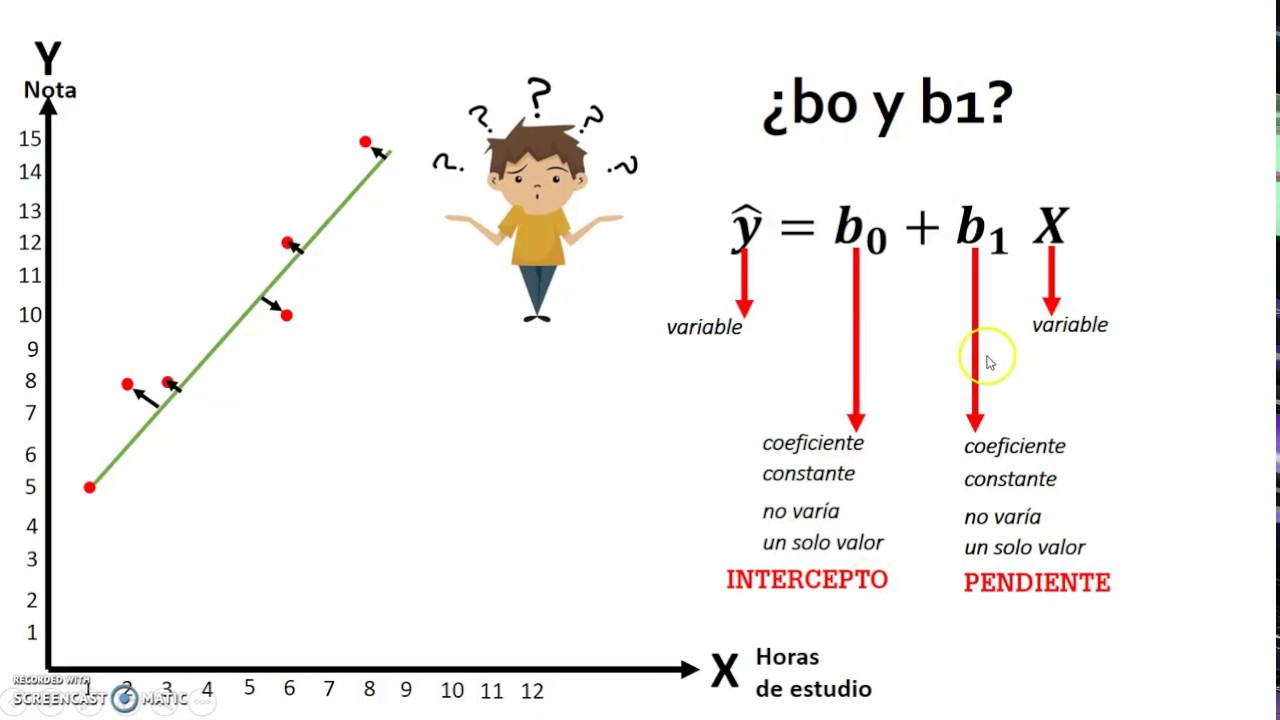 Y
Nota
15
14
13
12
11
10
9
8
7
6
5
4
3
2
1
1 2 3 4 5 6 7 8 9 10 11 12
X
Horas
de estudio
? ? ? ? ?
¿b0 y b1?
ŷ = b₀ + b₁ X
variable
variable
coeficiente
constante
no varía
un solo valor
INTERCEPTO
coeficiente
constante
no varía
un solo valor
PENDIENTE
RECORDED WITH
SCREENCAST MATIC